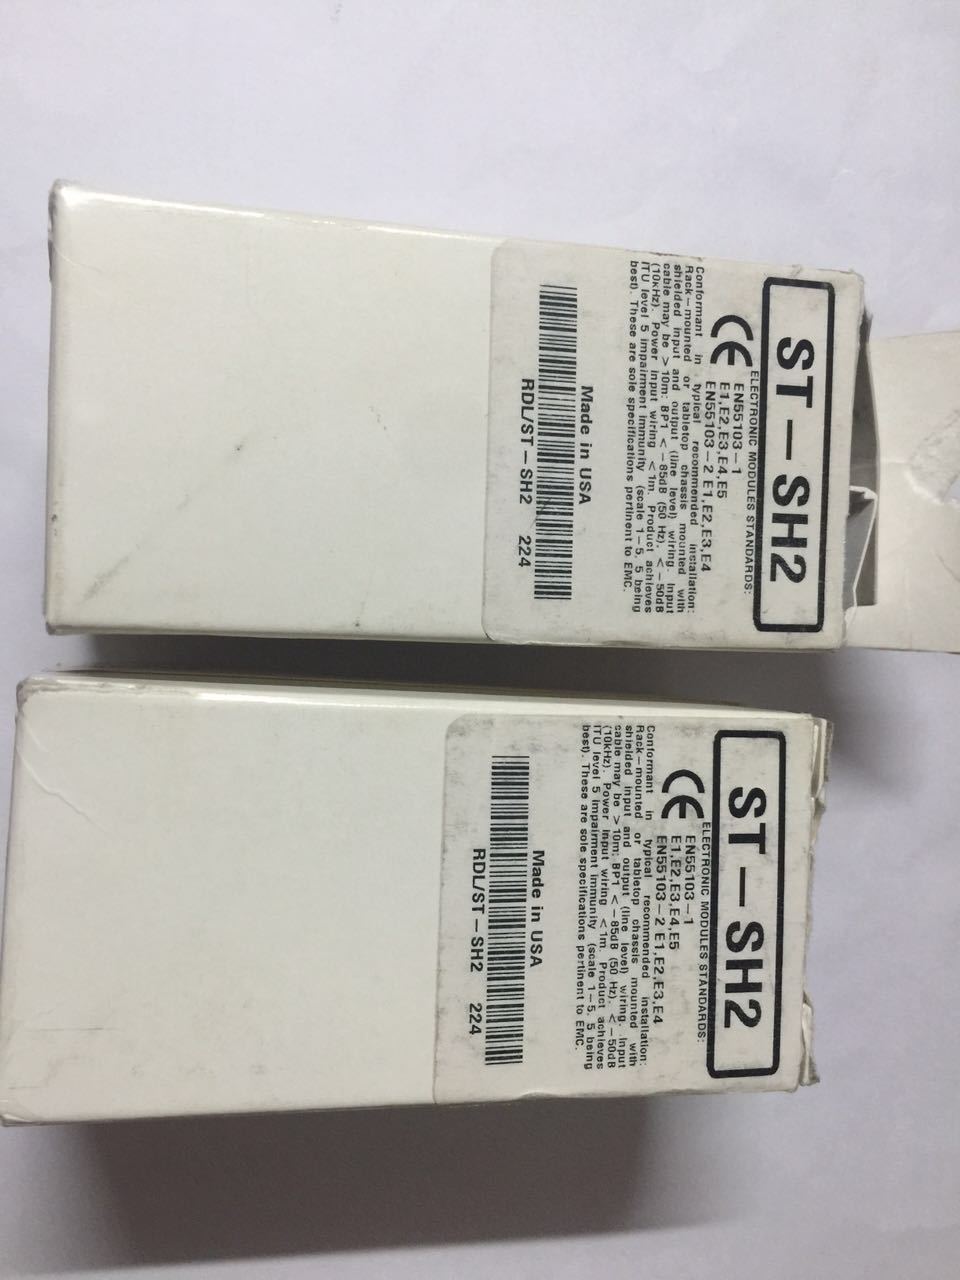 ST-SH2
ELECTRONIC MODULES STANDARDS:
CE
EN55103-1
E1,E2,E3,E4,E5
EN55103-2 E1,E2,E3,E4
Conformant in typical recommended installation:
Rack-mounted or tabletop chassis mounted with
shielded input and output (line level) wiring. Input
cable may be > 10m: BP1 < -85dB (50 Hz), < -50dB
(10kHz). Power input wiring < 1m. Product achieves
ITU level 5 impairment immunity (scale 1-5, 5 being
best). These are sole specifications pertinent to EMC.
Made in USA
RDL/ST-SH2 224
ST-SH2
ELECTRONIC MODULES STANDARDS:
CE
EN55103-1
E1,E2,E3,E4,E5
EN55103-2 E1,E2,E3,E4
Conformant in typical recommended installation:
Rack-mounted or tabletop chassis mounted with
shielded input and output (line level) wiring. Input
cable may be > 10m: BP1 < -85dB (50 Hz), < -50dB
(10kHz). Power input wiring < 1m. Product achieves
ITU level 5 impairment immunity (scale 1-5, 5 being
best). These are sole specifications pertinent to EMC.
Made in USA
RDL/ST-SH2 224